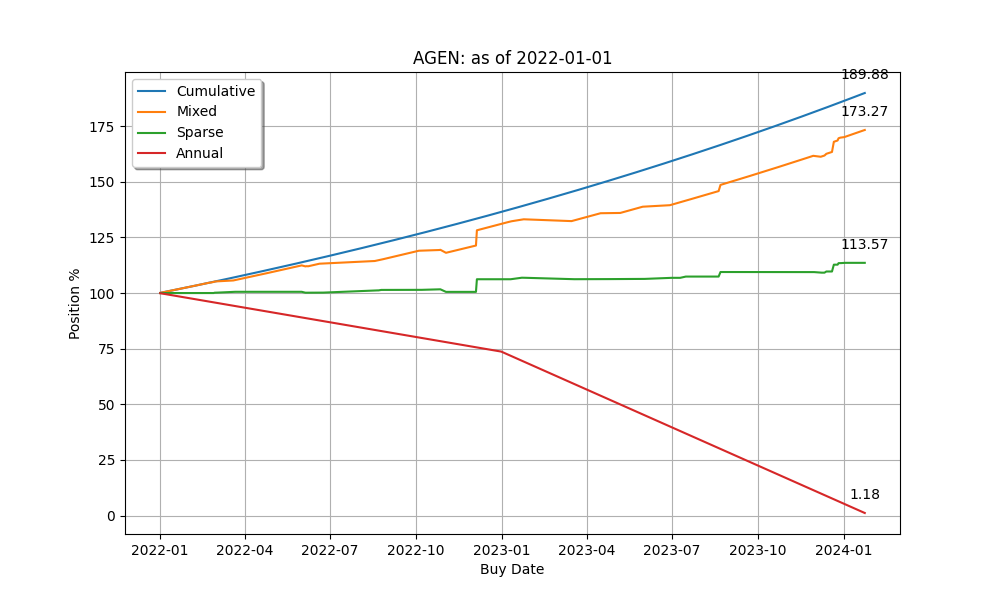 AGEN: as of 2022-01-01
189.88
Cumulative
Mixed
Sparse
Annual
173.27
113.57
1.18
175
150
125
100
75
50
25
0
Position %
2022-01 2022-04 2022-07 2022-10 2023-01 2023-04 2023-07 2023-10 2024-01
Buy Date